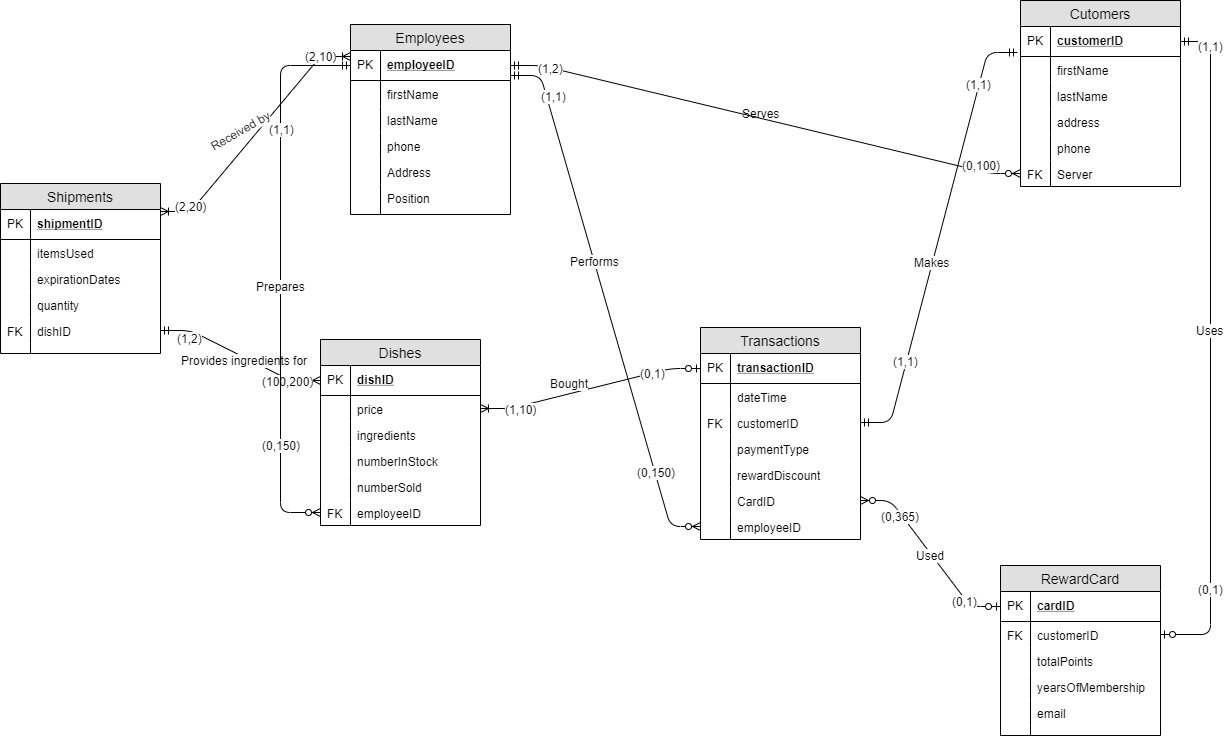 Cutomers
PK customerID
firstName
lastName
address
phone
FK Server
(1,1)
Employees
PK employeeID
firstName
lastName
phone
Address
Position
(2,10)
(1,2)
(1,1)
Serves
(0,100)
(1,1)
Received by
(1,1)
Shipments
PK shipmentID
itemsUsed
expirationDates
quantity
FK dishID
(2,20)
Performs
Makes
Prepares
Uses
(1,2)
Provides ingredients for
(100,200)
Dishes
PK dishID
price
ingredients
numberInStock
numberSold
FK employeeID
(0,150)
Bought
(1,10)
(0,1)
(1,1)
Transactions
PK transactionID
dateTime
FK customerID
paymentType
rewardDiscount
CardID
employeeID
(0,150)
(0,365)
Used
(0,1)
(0,1)
RewardCard
PK cardID
FK customerID
totalPoints
yearsOfMembership
email